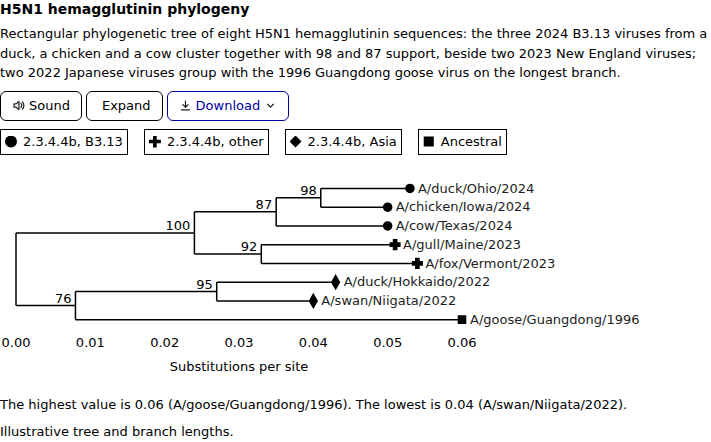 H5N1 hemagglutinin phylogeny
Rectangular phylogenetic tree of eight H5N1 hemagglutinin sequences: the three 2024 B3.13 viruses from a
duck, a chicken and a cow cluster together with 98 and 87 support, beside two 2023 New England viruses;
two 2022 Japanese viruses group with the 1996 Guangdong goose virus on the longest branch.
Sound Expand Download
2.3.4.4b, B3.13 2.3.4.4b, other 2.3.4.4b, Asia Ancestral
98 A/duck/Ohio/2024
87 A/chicken/Iowa/2024
100 A/cow/Texas/2024
92 A/gull/Maine/2023
A/fox/Vermont/2023
95 A/duck/Hokkaido/2022
76 A/swan/Niigata/2022
A/goose/Guangdong/1996
0.00 0.01 0.02 0.03 0.04 0.05 0.06
Substitutions per site
The highest value is 0.06 (A/goose/Guangdong/1996). The lowest is 0.04 (A/swan/Niigata/2022).
Illustrative tree and branch lengths.